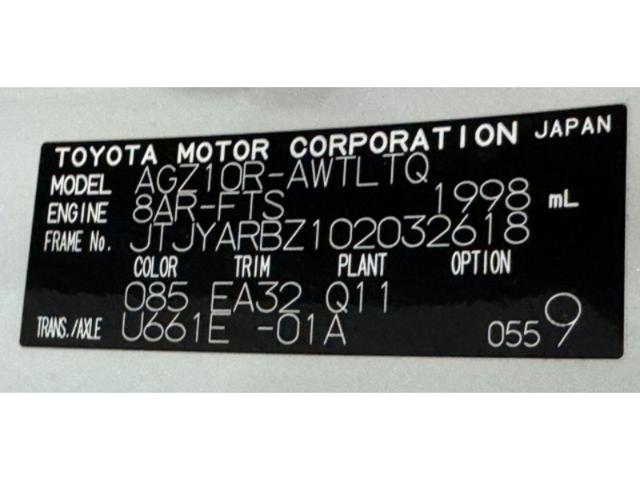 TOYOTA MOTOR CORPORATION JAPAN
MODEL AGZ10R-AWTLTQ
ENGINE 8AR-FTS 1998 mL
FRAME No. JTJYARBZ102032618
COLOR TRIM PLANT OPTION
085 EA32 Q11
TRANS./AXLE U661E -01A 0559